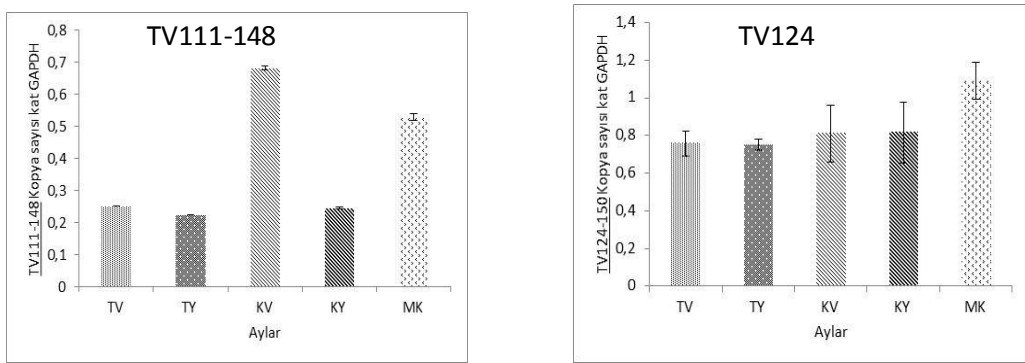 TV111-148
TV111-148 Kopya sayısı kat GAPDH
0,8
0,7
0,6
0,5
0,4
0,3
0,2
0,1
0
TV TY KV KY MK
Aylar
TV124
TV124-150 Kopya sayısı kat GAPDH
1,4
1,2
1
0,8
0,6
0,4
0,2
0
TV TY KV KY MK
Aylar